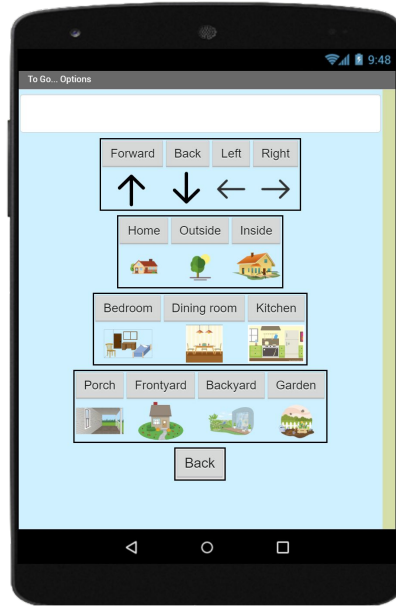 9:48
To Go... Options
Forward Back Left Right
Home Outside Inside
Bedroom Dining room Kitchen
Porch Frontyard Backyard Garden
Back